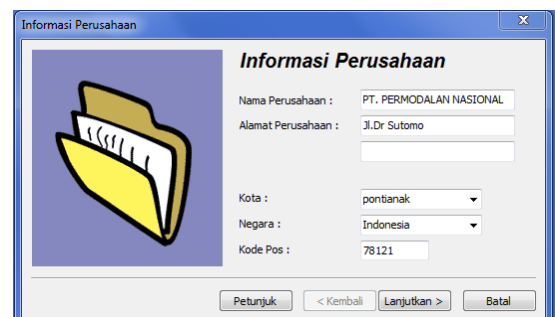 Informasi Perusahaan
Informasi Perusahaan
Nama Perusahaan : PT. PERMODALAN NASIONAL
Alamat Perusahaan : Jl.Dr Sutomo
Kota : pontianak
Negara : Indonesia
Kode Pos : 78121
Petunjuk < Kembali Lanjutkan > Batal